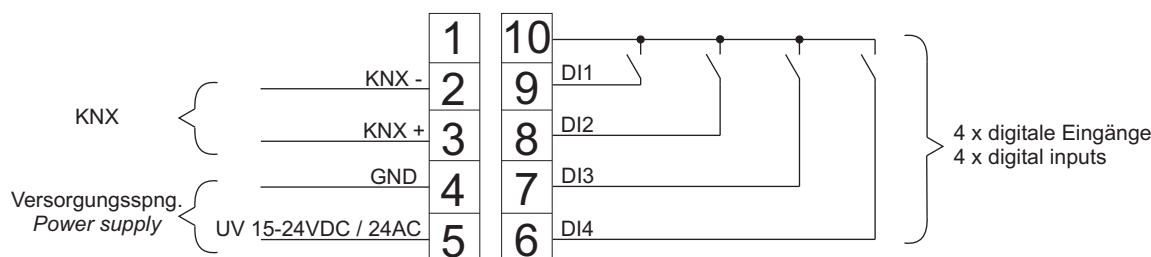 1
10
KNX -
2
9
DI1
KNX
KNX +
3
8
DI2
4 x digitale Eingänge
4 x digital inputs
GND
4
7
DI3
Versorgungsspng.
Power supply
UV 15-24VDC / 24AC
5
6
DI4